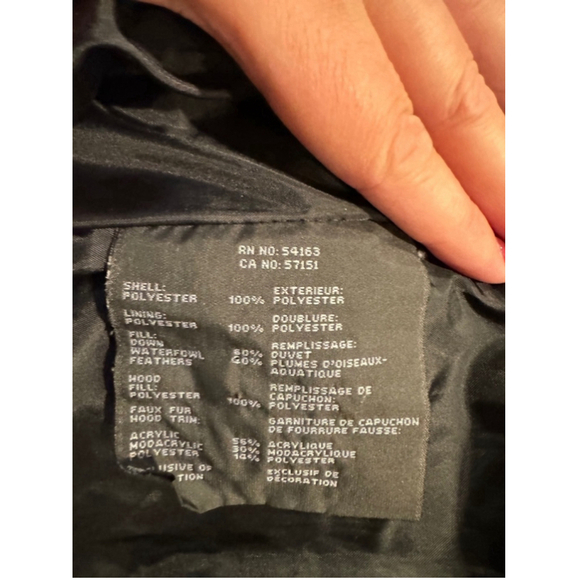 RN NO: 54163
CA NO: 57151
SHELL:
POLYESTER 100%
EXTERIEUR:
POLYESTER
LINING:
POLYESTER 100%
DOUBLURE:
POLYESTER
FILL:
DOWN 60%
WATERFOWL
FEATHERS 40%
REMPLISSAGE:
DUVET
PLUMES D'OISEAUX-
AQUATIQUE
HOOD
FILL:
POLYESTER 100%
REMPLISSAGE DE
CAPUCHON:
POLYESTER
FAUX FUR
HOOD TRIM:
GARNITURE DE CAPUCHON
DE FOURRURE FAUSSE:
ACRYLIC 56%
MODACRYLIC 30%
POLYESTER 14%
ACRYLIQUE
MODACRYLIQUE
POLYESTER
OF
EXCLUSIF DE
DÉCORATION